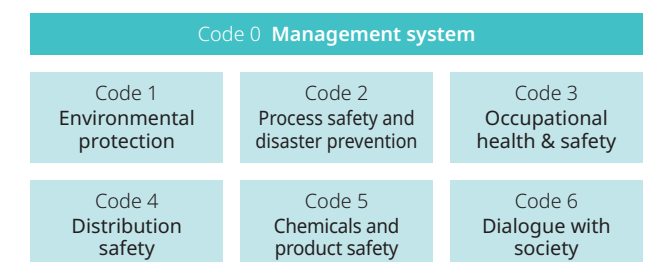 Code 0 Management system
Code 1
Environmental
protection
Code 2
Process safety and
disaster prevention
Code 3
Occupational
health & safety
Code 4
Distribution
safety
Code 5
Chemicals and
product safety
Code 6
Dialogue with
society